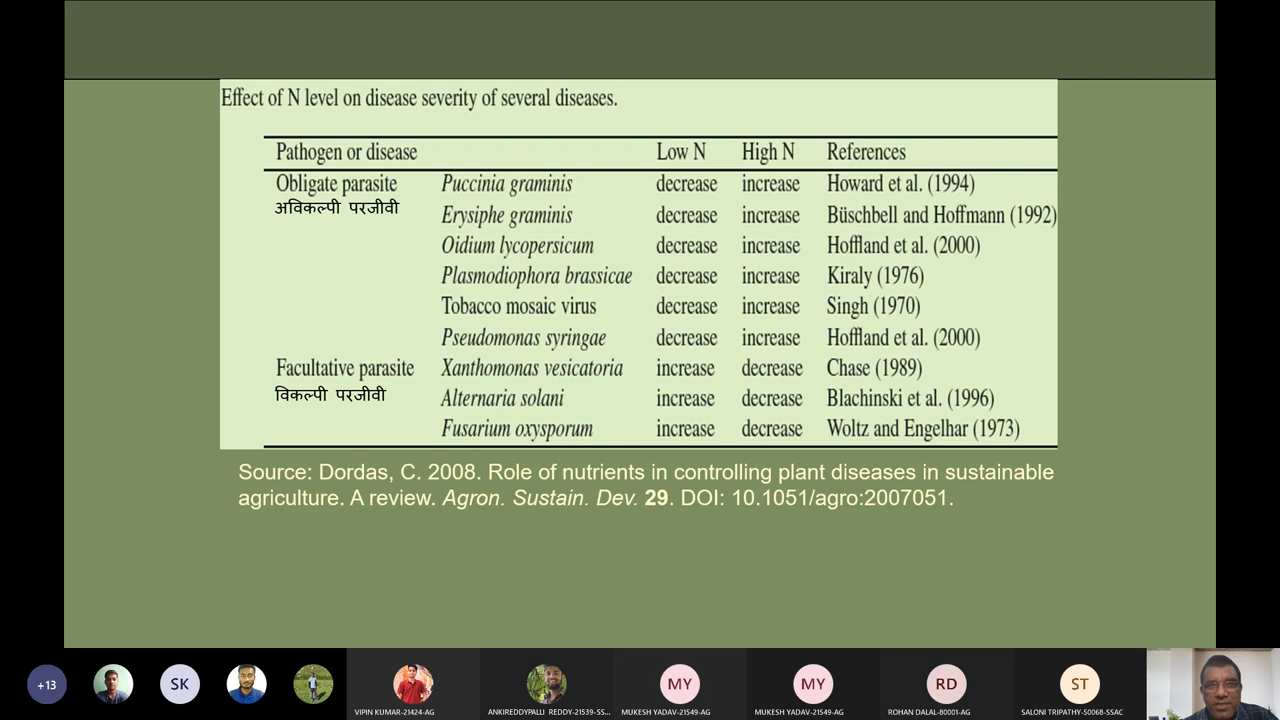 Effect of N level on disease severity of several diseases.
Pathogen or disease Low N High N References
Obligate parasite Puccinia graminis decrease increase Howard et al. (1994)
अविकल्पी परजीवी
Erysiphe graminis decrease increase Büschbell and Hoffmann (1992)
Oidium lycopersicum decrease increase Hoffland et al. (2000)
Plasmodiophora brassicae decrease increase Kiraly (1976)
Tobacco mosaic virus decrease increase Singh (1970)
Pseudomonas syringae decrease increase Hoffland et al. (2000)
Facultative parasite Xanthomonas vesicatoria increase decrease Chase (1989)
विकल्पी परजीवी
Alternaria solani increase decrease Blachinski et al. (1996)
Fusarium oxysporum increase decrease Woltz and Engelhar (1973)
Source: Dordas, C. 2008. Role of nutrients in controlling plant diseases in sustainable
agriculture. A review. Agron. Sustain. Dev. 29. DOI: 10.1051/agro:2007051.
+13 SK MY MY RD ST
VIPIN KUMAR-21424-AG ANKIREDDYPALLI REDDY-21539-SS... MUKESH YADAV-21549-AG MUKESH YADAV-21549-AG ROHAN DALAL-80001-AG SALONI TRIPATHY-50068-SSAC